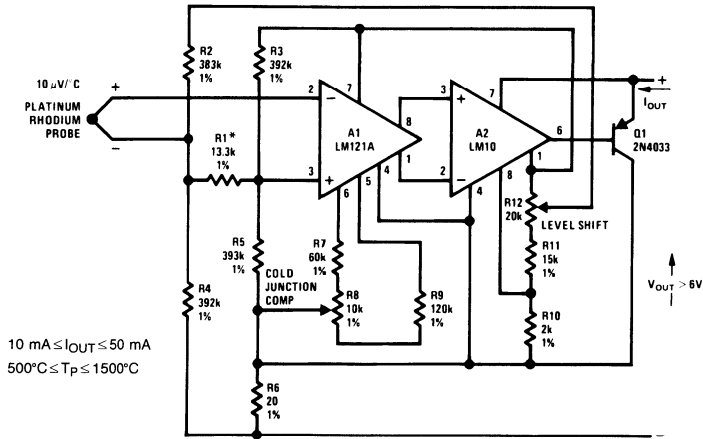 R2
383k
1%
R3
392k
1%
10 μV/°C
+
PLATINUM
RHODIUM
PROBE
−
2
−
7
A1
LM121A
8
1
3
+
6
5
4
3
+
7
A2
LM10
2
−
4
8
6
1
+
I_OUT
Q1
2N4033
R1*
13.3k
1%
R12
20k
LEVEL SHIFT
R5
393k
1%
COLD
JUNCTION
COMP
R7
60k
1%
R8
10k
1%
R9
120k
1%
R11
15k
1%
R10
2k
1%
V_OUT > 6V
R4
392k
1%
R6
20
1%
10 mA ≤ I_OUT ≤ 50 mA
500°C ≤ T_P ≤ 1500°C
−